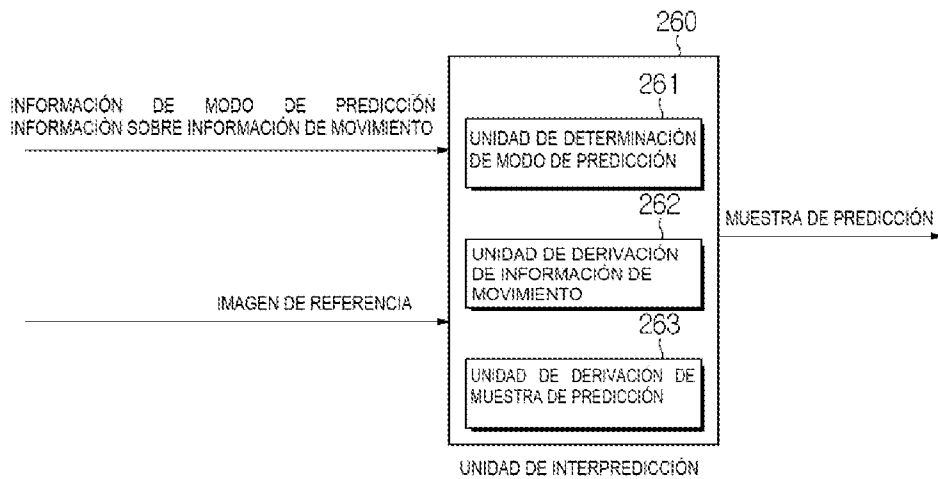 260
INFORMACIÓN DE MODO DE PREDICCIÓN
INFORMACIÓN SOBRE INFORMACIÓN DE MOVIMIENTO
261
UNIDAD DE DETERMINACIÓN
DE MODO DE PREDICCIÓN
262
MUESTRA DE PREDICCIÓN
UNIDAD DE DERIVACIÓN
DE INFORMACIÓN DE
MOVIMIENTO
IMAGEN DE REFERENCIA
263
UNIDAD DE DERIVACIÓN DE
MUESTRA DE PREDICCIÓN
UNIDAD DE INTERPREDICCIÓN